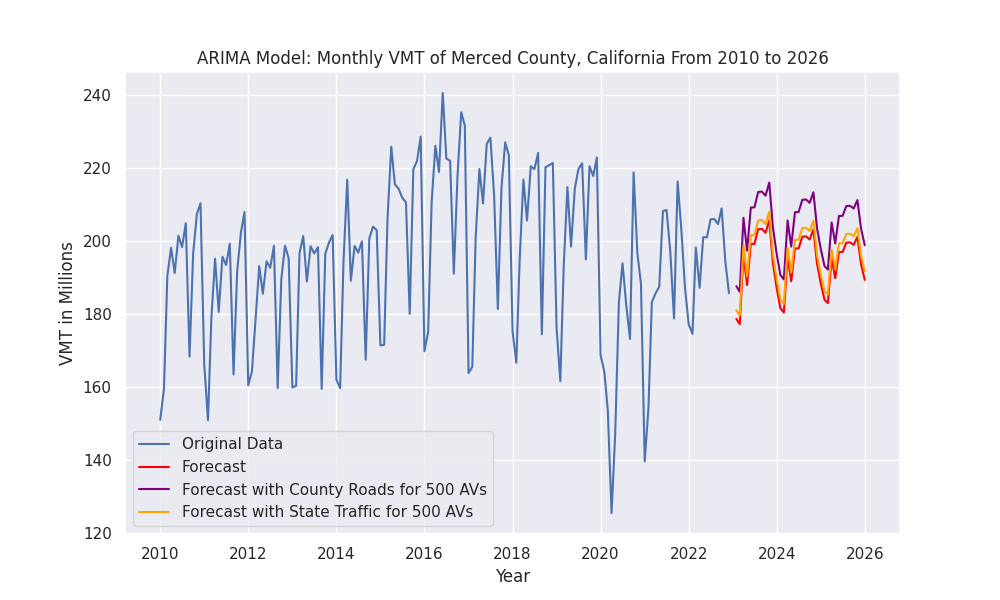 ARIMA Model: Monthly VMT of Merced County, California From 2010 to 2026
240
220
200
180
160
140
120
VMT in Millions
Original Data
Forecast
Forecast with County Roads for 500 AVs
Forecast with State Traffic for 500 AVs
2010 2012 2014 2016 2018 2020 2022 2024 2026
Year